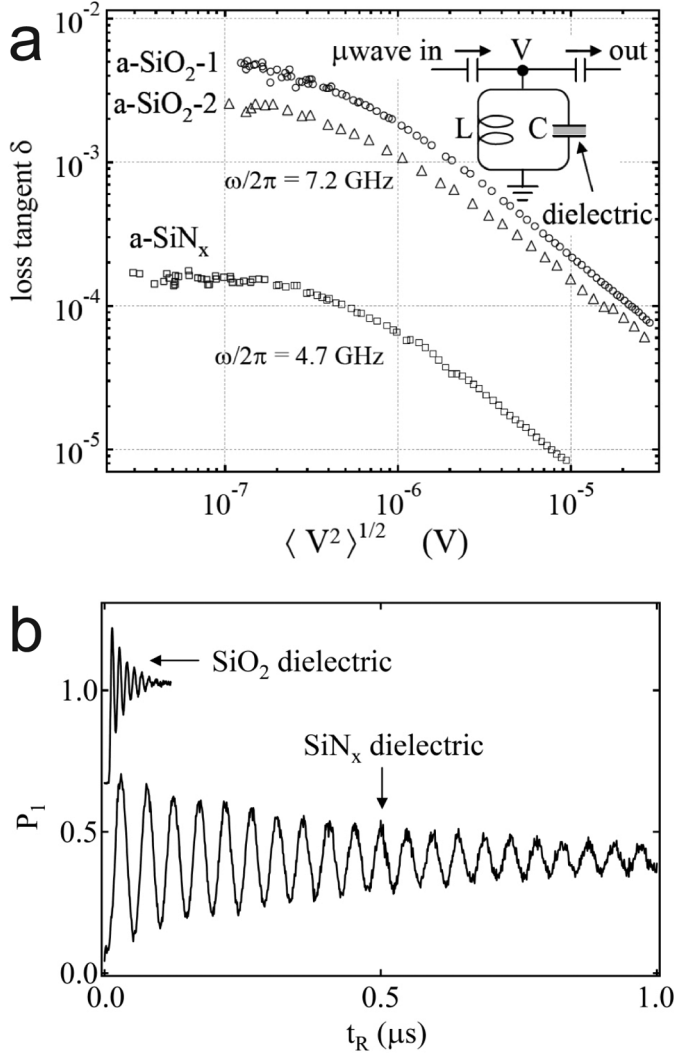 a
10⁻²
10⁻³
10⁻⁴
10⁻⁵
loss tangent δ
a-SiO₂-1
a-SiO₂-2
ω/2π = 7.2 GHz
a-SiNₓ
ω/2π = 4.7 GHz
μwave in
V
out
L
C
dielectric
10⁻⁷
10⁻⁶
10⁻⁵
⟨ V² ⟩^1/2 (V)
b
SiO₂ dielectric
SiNₓ dielectric
1.0
0.5
0.0
P₁
0.0
0.5
1.0
t_R (μs)